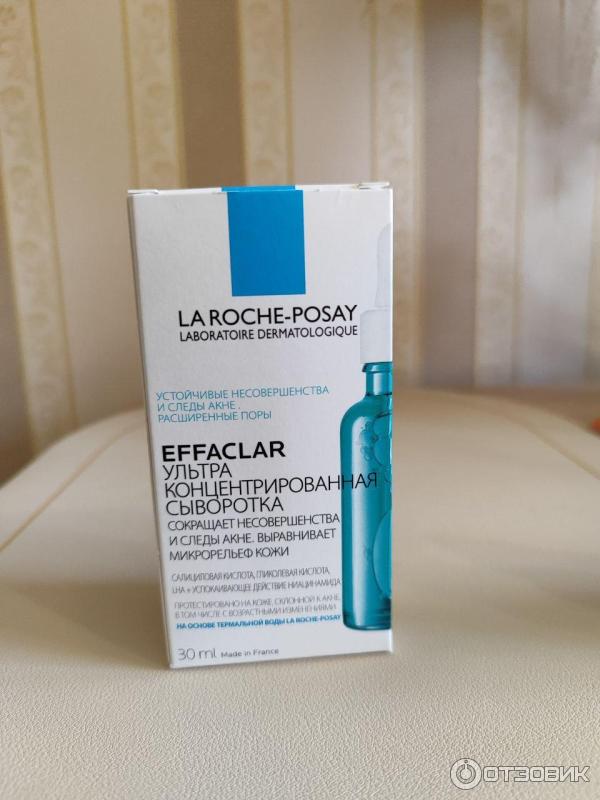 LA ROCHE-POSAY
LABORATOIRE DERMATOLOGIQUE
УСТОЙЧИВЫЕ НЕСОВЕРШЕНСТВА
И СЛЕДЫ АКНЕ.
РАСШИРЕННЫЕ ПОРЫ
EFFACLAR
УЛЬТРА
КОНЦЕНТРИРОВАННАЯ
СЫВОРОТКА
СОКРАЩАЕТ НЕСОВЕРШЕНСТВА
И СЛЕДЫ АКНЕ. ВЫРАВНИВАЕТ
МИКРОРЕЛЬЕФ КОЖИ
САЛИЦИЛОВАЯ КИСЛОТА, ГЛИКОЛЕВАЯ КИСЛОТА,
LHA + УСПОКАИВАЮЩЕЕ ДЕЙСТВИЕ НИАЦИНАМИДА
ПРОТЕСТИРОВАНО НА КОЖЕ, СКЛОННОЙ К АКНЕ,
В ТОМ ЧИСЛЕ С ВОЗРАСТНЫМИ ИЗМЕНЕНИЯМИ
НА ОСНОВЕ ТЕРМАЛЬНОЙ ВОДЫ LA ROCHE-POSAY
30 ml Made in France
ОТЗОВИК